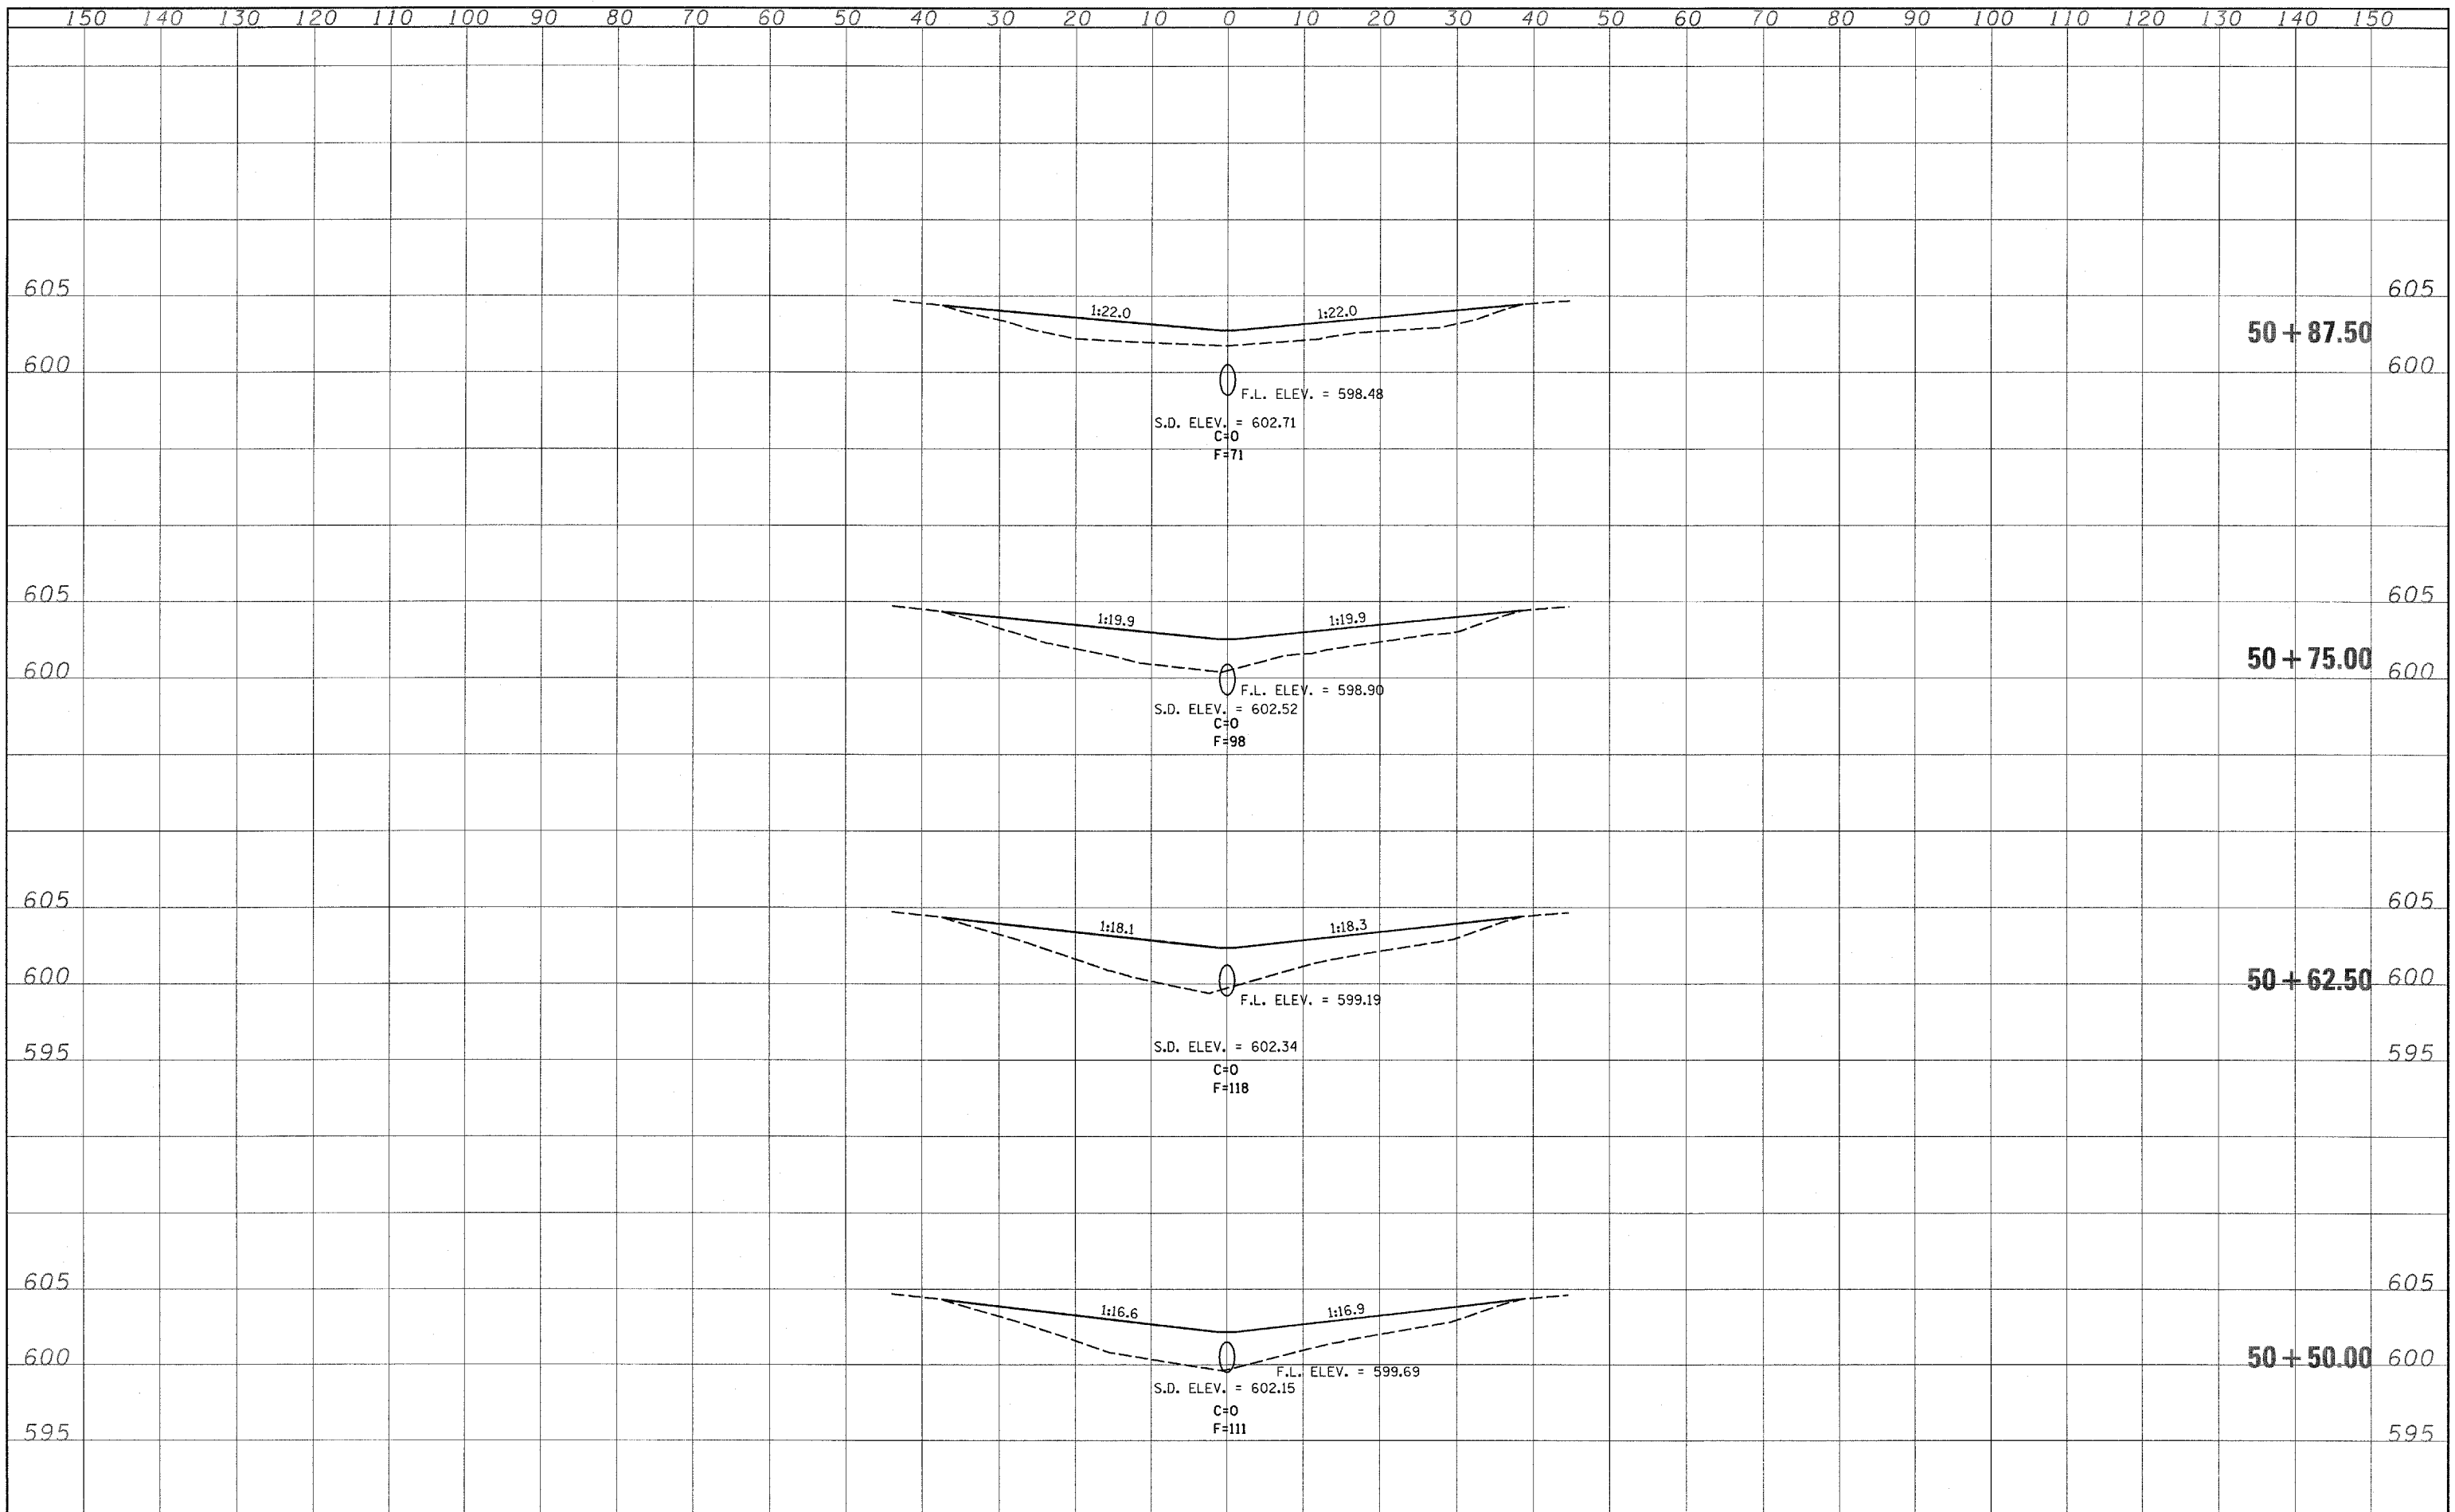 150 140 130 120 110 100 90 80 70 60 50 40 30 20 10 0 10 20 30 40 50 60 70 80 90 100 110 120 130 140 150
605 605
1:22.0 1:22.0
50+87.50
600 600
F.L. ELEV. = 598.48
S.D. ELEV. = 602.71
C=0
F=71
605 605
1:19.9 1:19.9
50+75.00
600 600
F.L. ELEV. = 598.90
S.D. ELEV. = 602.52
C=0
F=98
605 605
1:18.1 1:18.3
600 50+62.50 600
F.L. ELEV. = 599.19
595 595
S.D. ELEV. = 602.34
C=0
F=118
605 605
1:16.6 1:16.9
600 50+50.00 600
F.L. ELEV. = 599.69
S.D. ELEV. = 602.15
C=0
F=111
595 595